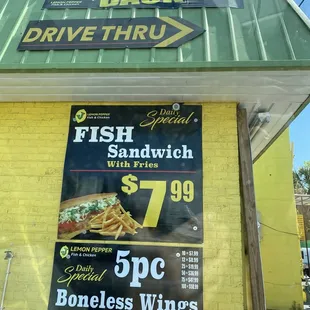 DRIVE THRU
LEMON PEPPER
Fish & Chicken
Daily
Special
FISH
Sandwich
With Fries
$7 99
LEMON PEPPER
Fish & Chicken
Daily
Special
5pc
Boneless Wings